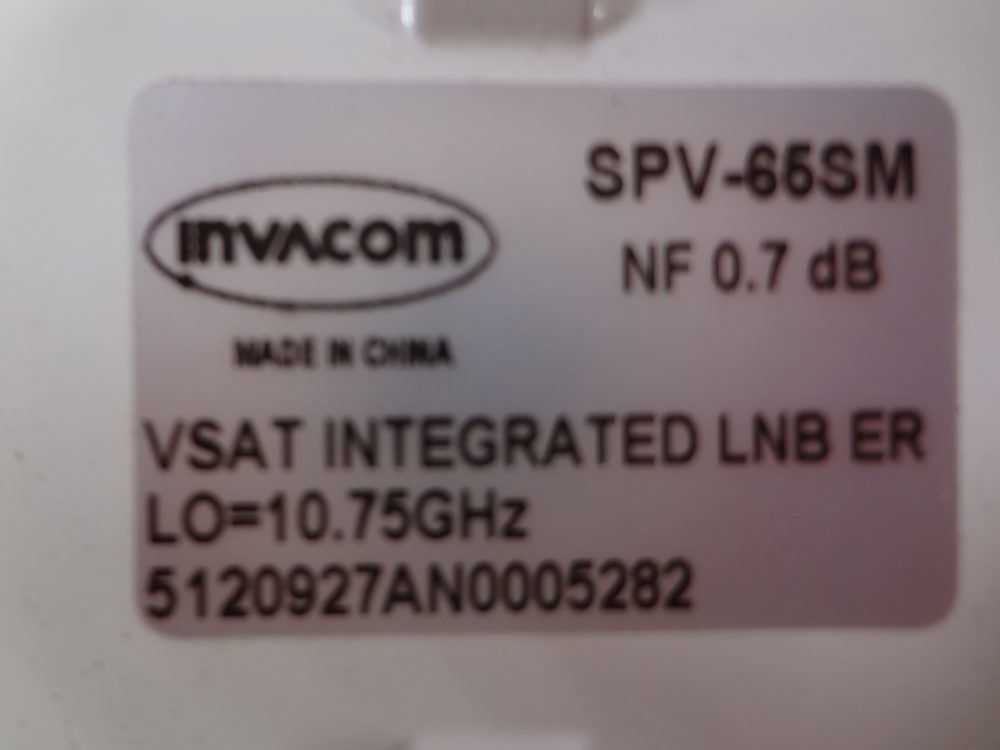 SPV-65SM
INVACOM
NF 0.7 dB
MADE IN CHINA
VSAT INTEGRATED LNB ER
LO=10.75GHz
5120927AN0005282